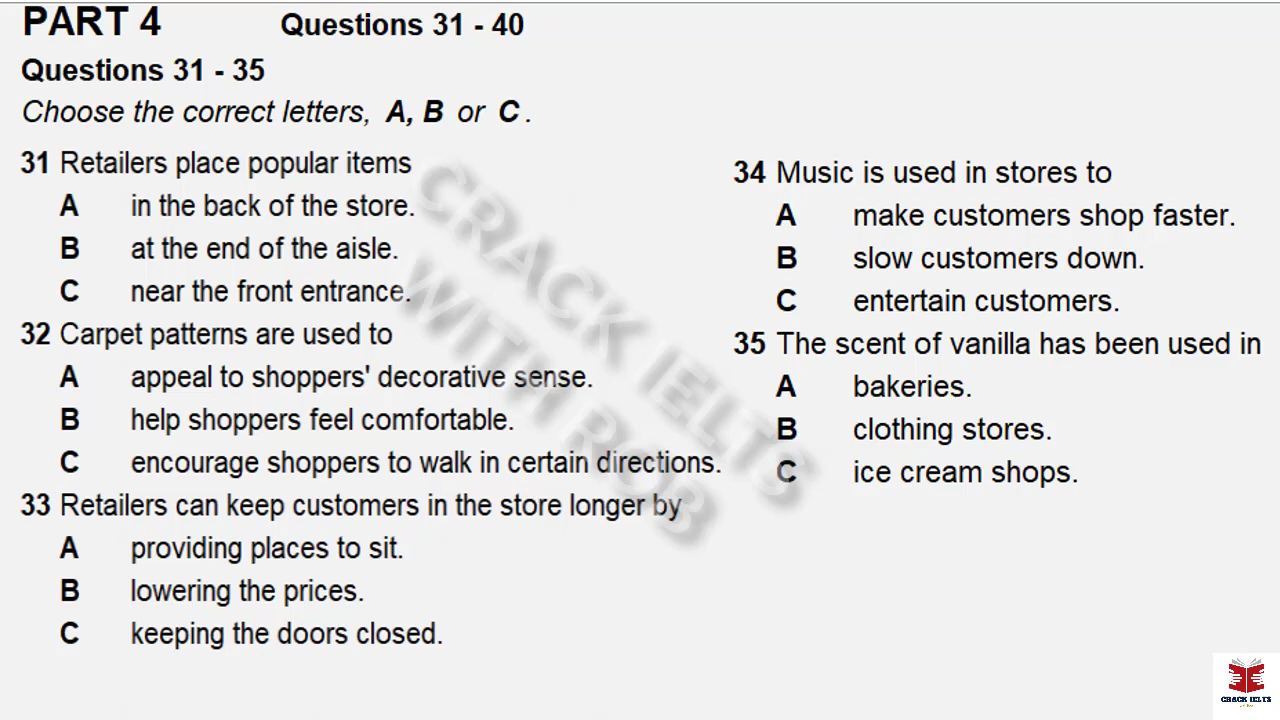 PART 4 Questions 31 - 40
Questions 31 - 35
Choose the correct letters, A, B or C .
31 Retailers place popular items
A in the back of the store.
B at the end of the aisle.
C near the front entrance.
32 Carpet patterns are used to
A appeal to shoppers' decorative sense.
B help shoppers feel comfortable.
C encourage shoppers to walk in certain directions.
33 Retailers can keep customers in the store longer by
A providing places to sit.
B lowering the prices.
C keeping the doors closed.
34 Music is used in stores to
A make customers shop faster.
B slow customers down.
C entertain customers.
35 The scent of vanilla has been used in
A bakeries.
B clothing stores.
C ice cream shops.
CRACK IELTS
WITH ROB
CRACK IELTS